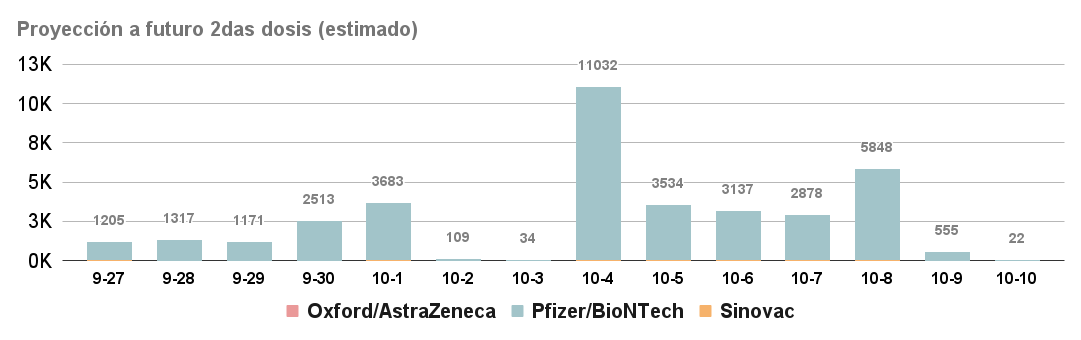 Proyección a futuro 2das dosis (estimado)
13K
11032
10K
8K
5848
5K
3683
3534
3137
2878
2513
3K
1205
1317
1171
109
34
555
22
0K
9-27 9-28 9-29 9-30 10-1 10-2 10-3 10-4 10-5 10-6 10-7 10-8 10-9 10-10
Oxford/AstraZeneca Pfizer/BioNTech Sinovac